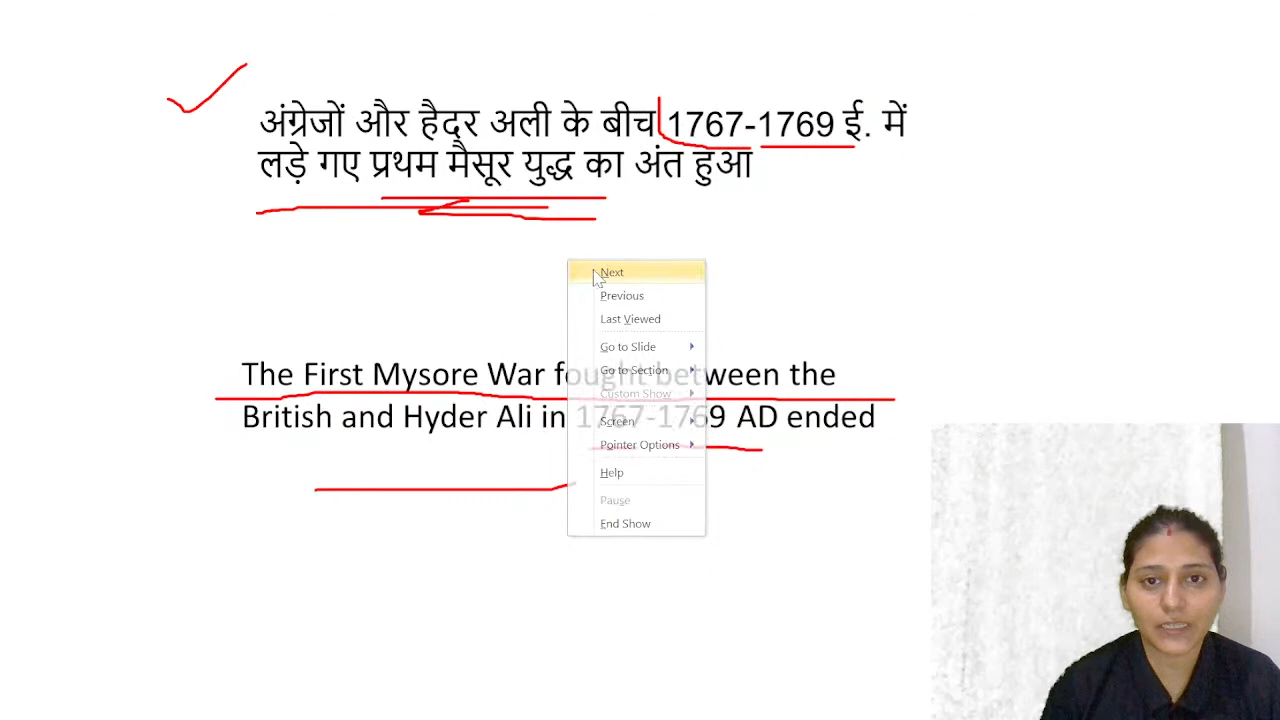 अंग्रेजों और हैदर अली के बीच 1767-1769 ई. में
लड़े गए प्रथम मैसूर युद्ध का अंत हुआ
Next
Previous
Last Viewed
Go to Slide
Go to Section
Custom Show
Screen
Pointer Options
Help
Pause
End Show
The First Mysore War fought between the
British and Hyder Ali in 1767-1769 AD ended